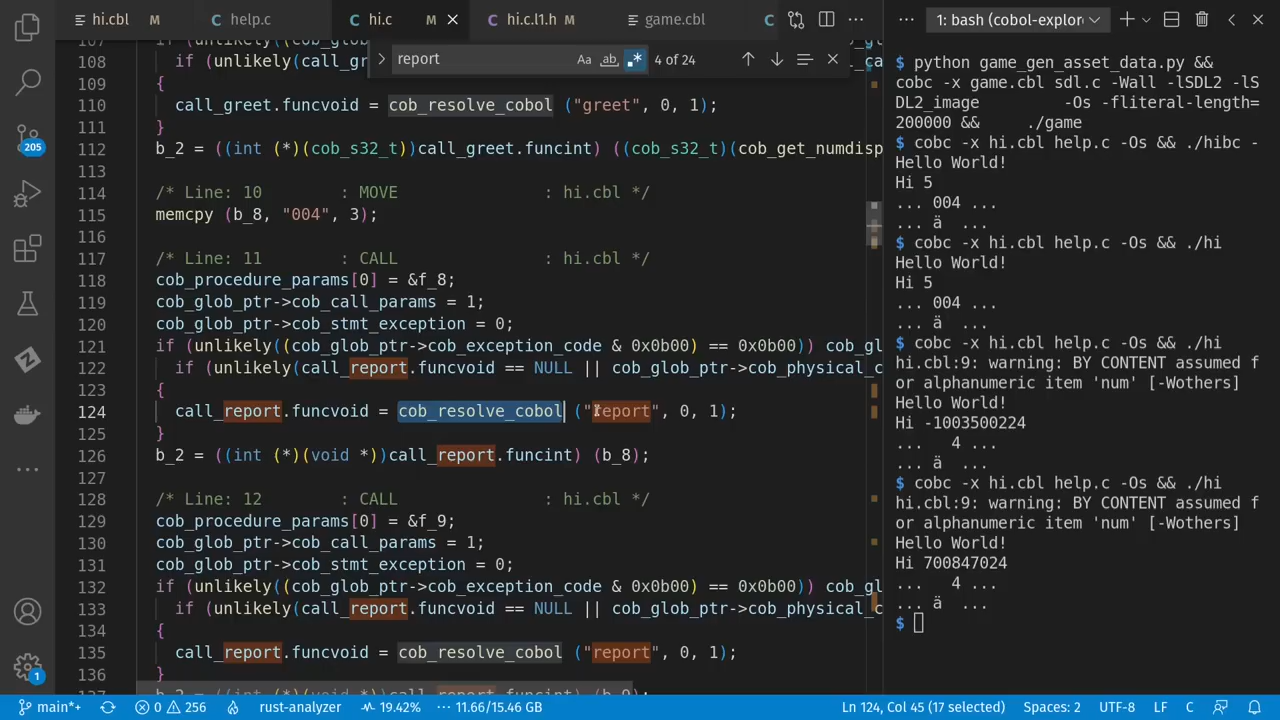 hi.cbl M
help.c
hi.c M
hi.c.l1.h M
game.cbl
C
report
Aa
ab
4 of 24
107
108 if (unlikely(call_gr
109 {
110 call_greet.funcvoid = cob_resolve_cobol ("greet", 0, 1);
111 }
112 b_2 = ((int (*)(cob_s32_t))call_greet.funcint) ((cob_s32_t)(cob_get_numdisp
113
114 /* Line: 10 : MOVE : hi.cbl */
115 memcpy (b_8, "004", 3);
116
117 /* Line: 11 : CALL : hi.cbl */
118 cob_procedure_params[0] = &f_8;
119 cob_glob_ptr->cob_call_params = 1;
120 cob_glob_ptr->cob_stmt_exception = 0;
121 if (unlikely((cob_glob_ptr->cob_exception_code & 0x0b00) == 0x0b00)) cob_gl
122 if (unlikely(call_report.funcvoid == NULL || cob_glob_ptr->cob_physical_c
123 {
124 call_report.funcvoid = cob_resolve_cobol ("report", 0, 1);
125 }
126 b_2 = ((int (*)(void *))call_report.funcint) (b_8);
127
128 /* Line: 12 : CALL : hi.cbl */
129 cob_procedure_params[0] = &f_9;
130 cob_glob_ptr->cob_call_params = 1;
131 cob_glob_ptr->cob_stmt_exception = 0;
132 if (unlikely((cob_glob_ptr->cob_exception_code & 0x0b00) == 0x0b00)) cob_gl
133 if (unlikely(call_report.funcvoid == NULL || cob_glob_ptr->cob_physical_c
134 {
135 call_report.funcvoid = cob_resolve_cobol ("report", 0, 1);
136 }
137 b_2 = ((int (*)(void *))call_report.funcint) (b_9);
1: bash (cobol-explor
$ python game_gen_asset_data.py &&
cobc -x game.cbl sdl.c -Wall -lSDL2 -lS
DL2_image -Os -fliteral-length=
200000 && ./game
$ cobc -x hi.cbl help.c -Os && ./hibc -
Hello World!
Hi 5
... 004 ...
... ä ...
$ cobc -x hi.cbl help.c -Os && ./hi
Hello World!
Hi 5
... 004 ...
... ä ...
$ cobc -x hi.cbl help.c -Os && ./hi
hi.cbl:9: warning: BY CONTENT assumed f
or alphanumeric item 'num' [-Wothers]
Hello World!
Hi -1003500224
... 4 ...
... ä ...
$ cobc -x hi.cbl help.c -Os && ./hi
hi.cbl:9: warning: BY CONTENT assumed f
or alphanumeric item 'num' [-Wothers]
Hello World!
Hi 700847024
... 4 ...
... ä ...
$
205
1
main*+
0
256
rust-analyzer
19.42%
11.66/15.46 GB
Ln 124, Col 45 (17 selected)
Spaces: 2
UTF-8
LF
C